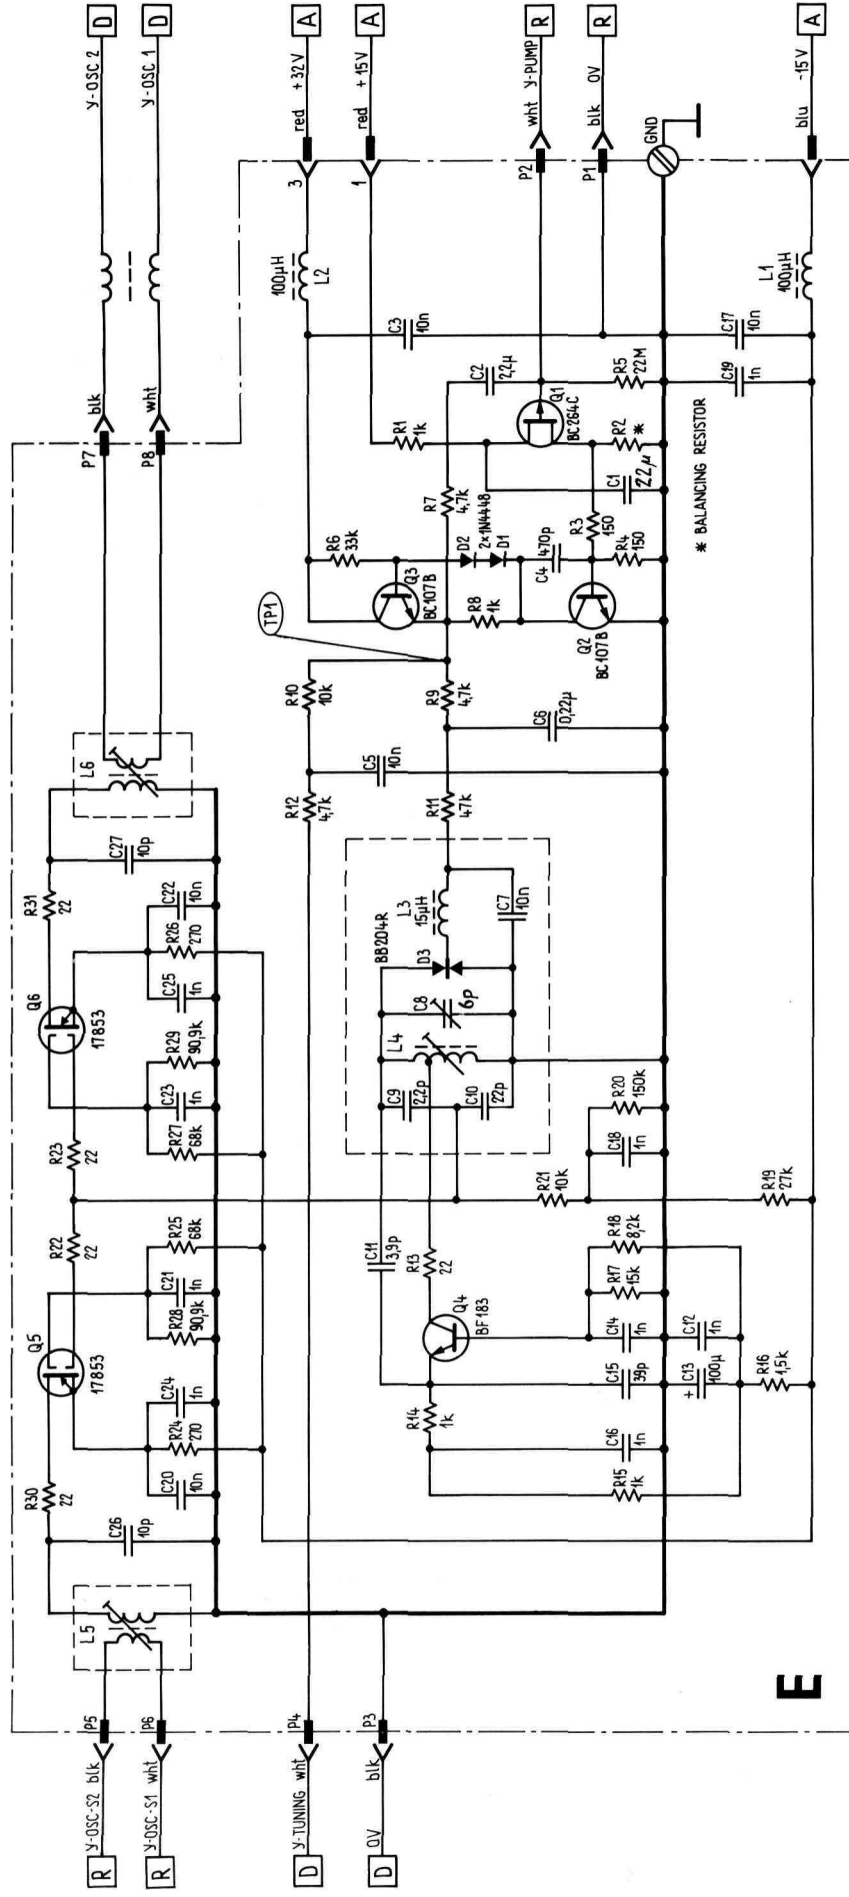 Y-OSC 2
D
Y-OSC 1
D
red +32V
A
red +15V
A
wht Y-PUMP
R
blk 0V
R
GND
blu -15V
A
3
1
P2
P1
100µH
L2
L1
100µH
C3
10n
C17
10n
C2
2,2µ
R5
22M
C19
1n
Q1
BC264C
R1
1k
R2
*
C1
22µ
* BALANCING RESISTOR
R7
4,7k
R3
150
R6
33k
D2
2x1N4448
D1
C4
470p
R4
150
Q3
BC107B
R8
1k
Q2
BC107B
TP1
blk
P7
wht
P8
L6
R10
10k
R9
4,7k
C6
0,22µ
C5
10n
R12
4,7k
R11
47k
C27
10p
R31
22
C22
10n
R26
270
C25
1n
Q6
17853
R29
90,9k
C23
1n
R27
68k
R23
22
BB204R
L3
15µH
C7
10n
D3
C8
6p
L4
C9
2,2p
C10
22p
R20
150k
C18
1n
R21
10k
R19
27k
R22
22
R25
68k
C21
1n
R28
90,9k
Q5
17853
C24
1n
R24
270
C20
10n
R30
22
C26
10p
L5
C11
3,9p
R13
22
Q4
BF183
R18
8,2k
R17
15k
C14
1n
C12
1n
C15
39p
+
C13
100µ
R16
1,5k
R14
1k
C16
1n
R15
1k
E
P5
P6
P4
P3
R
Y-OSC-S2 blk
R
Y-OSC-S1 wht
D
Y-TUNING wht
D
0V blk